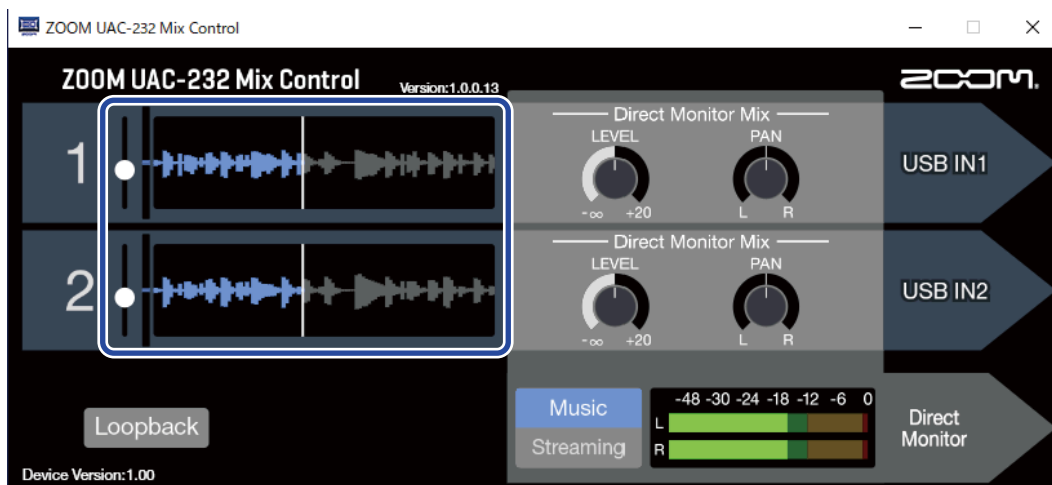 ZOOM UAC-232 Mix Control
ZOOM UAC-232 Mix Control
Version:1.0.0.13
ZOOM
1
Direct Monitor Mix
LEVEL
PAN
-∞ +20
L R
USB IN1
2
Direct Monitor Mix
LEVEL
PAN
-∞ +20
L R
USB IN2
Loopback
Music
Streaming
-48 -30 -24 -18 -12 -6 0
L
R
Direct
Monitor
Device Version:1.00